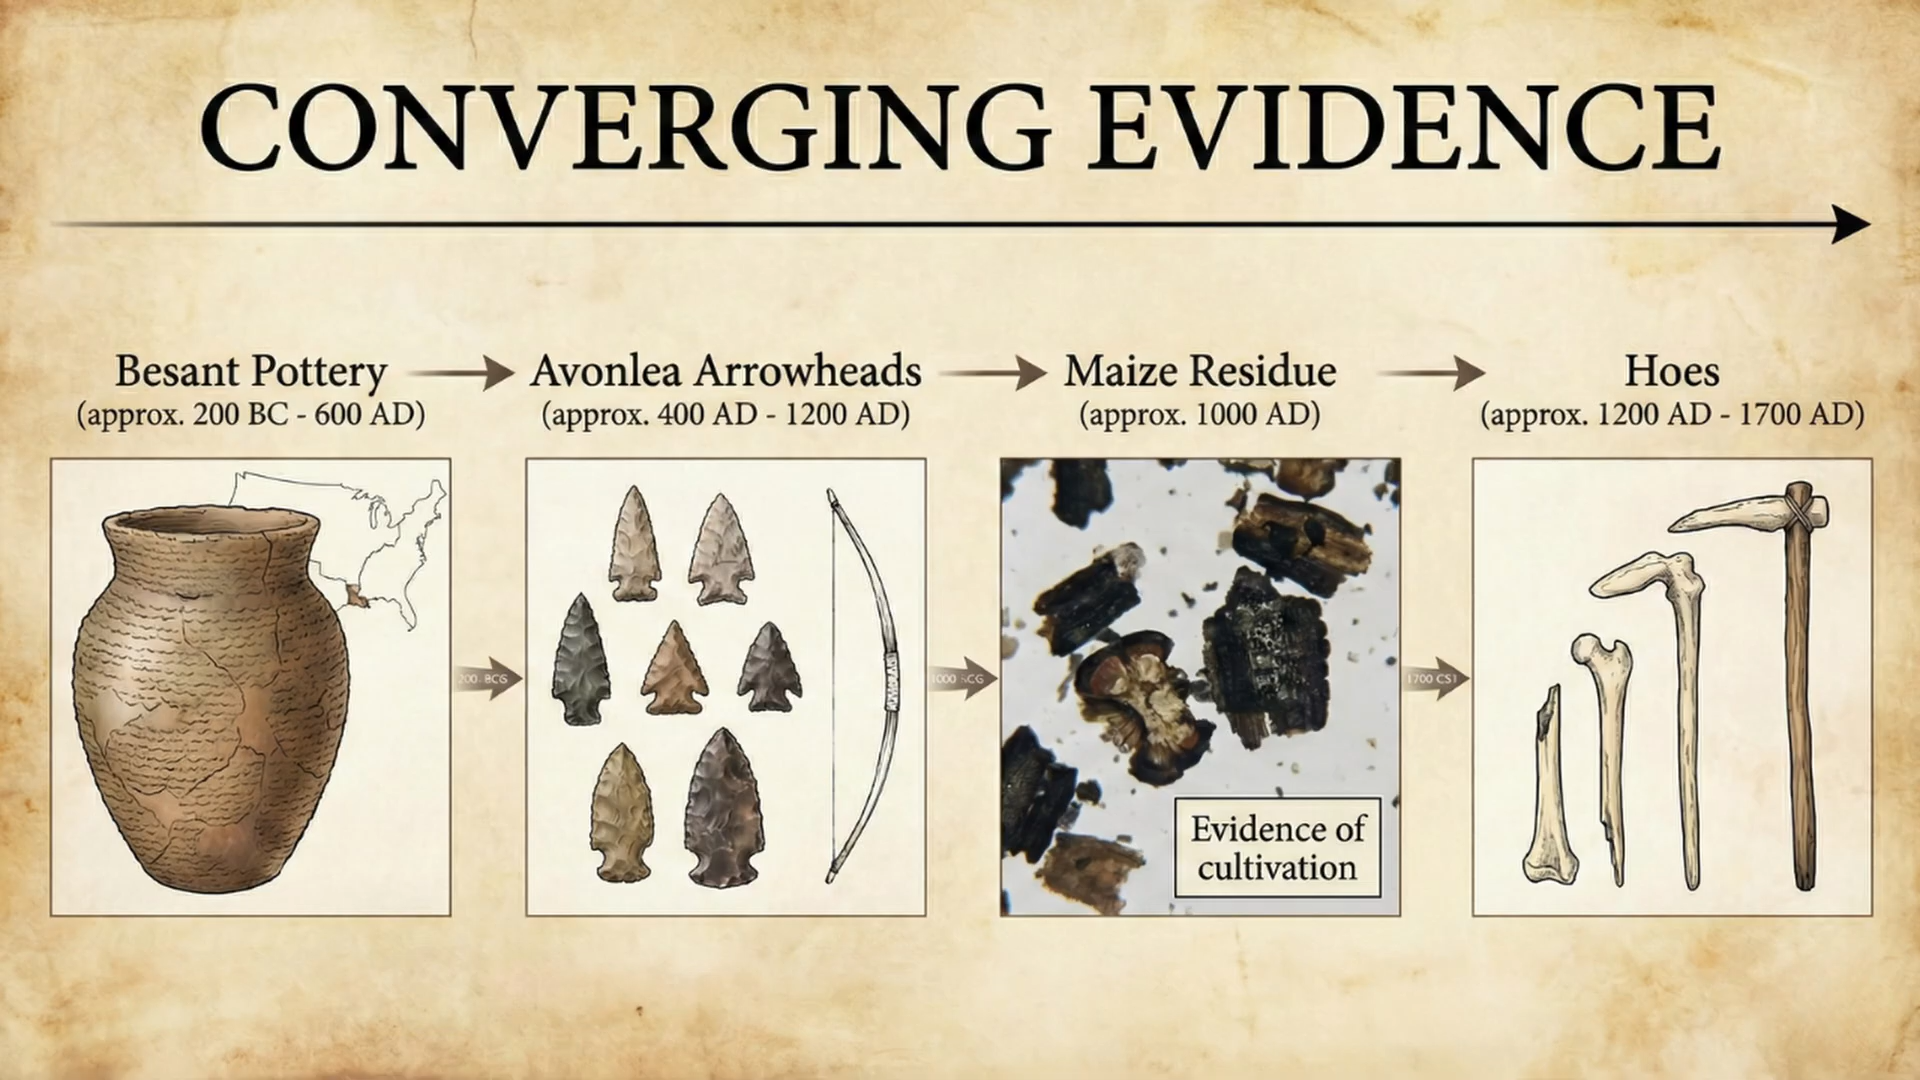 CONVERGING EVIDENCE
Besant Pottery
(approx. 200 BC - 600 AD)
Avonlea Arrowheads
(approx. 400 AD - 1200 AD)
Maize Residue
(approx. 1000 AD)
Hoes
(approx. 1200 AD - 1700 AD)
1700
Evidence of
cultivation